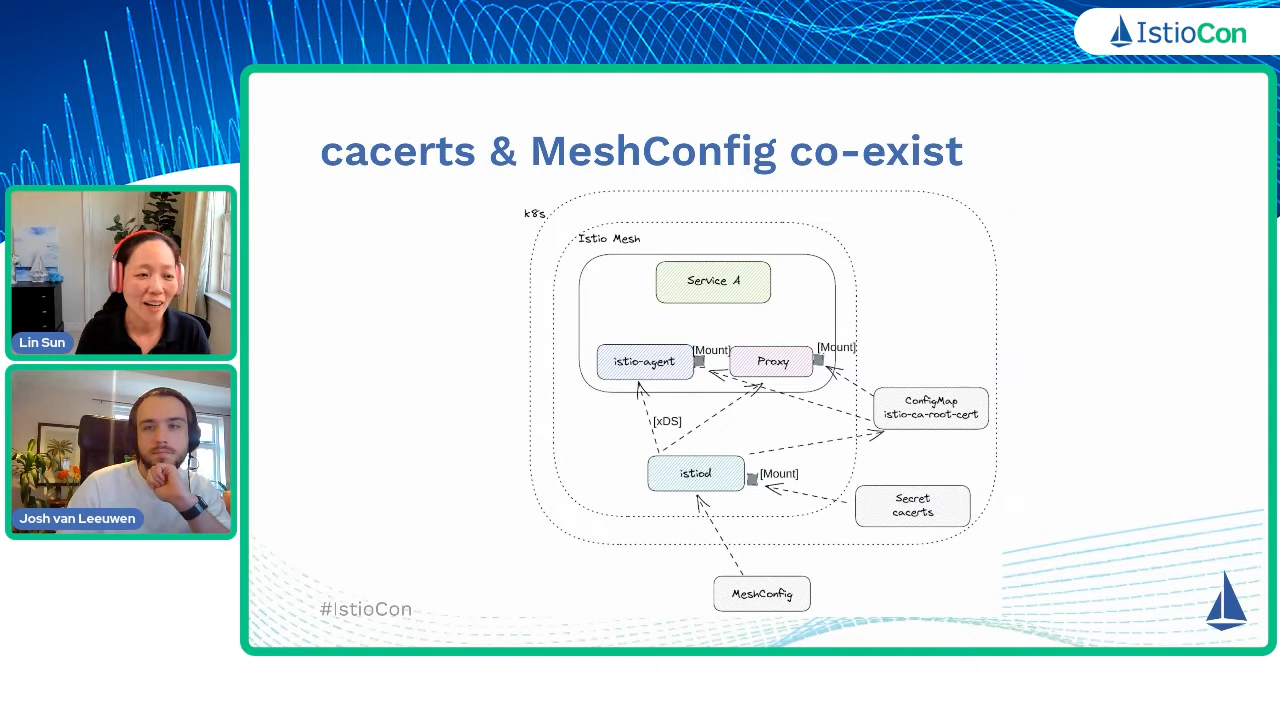 IstioCon
cacerts & MeshConfig co-exist
k8s
Istio Mesh
Service A
istio-agent
[Mount]
Proxy
[Mount]
ConfigMap
istio-ca-root-cert
[xDS]
istiod
[Mount]
Secret
cacerts
MeshConfig
#IstioCon
Lin Sun
Josh van Leeuwen